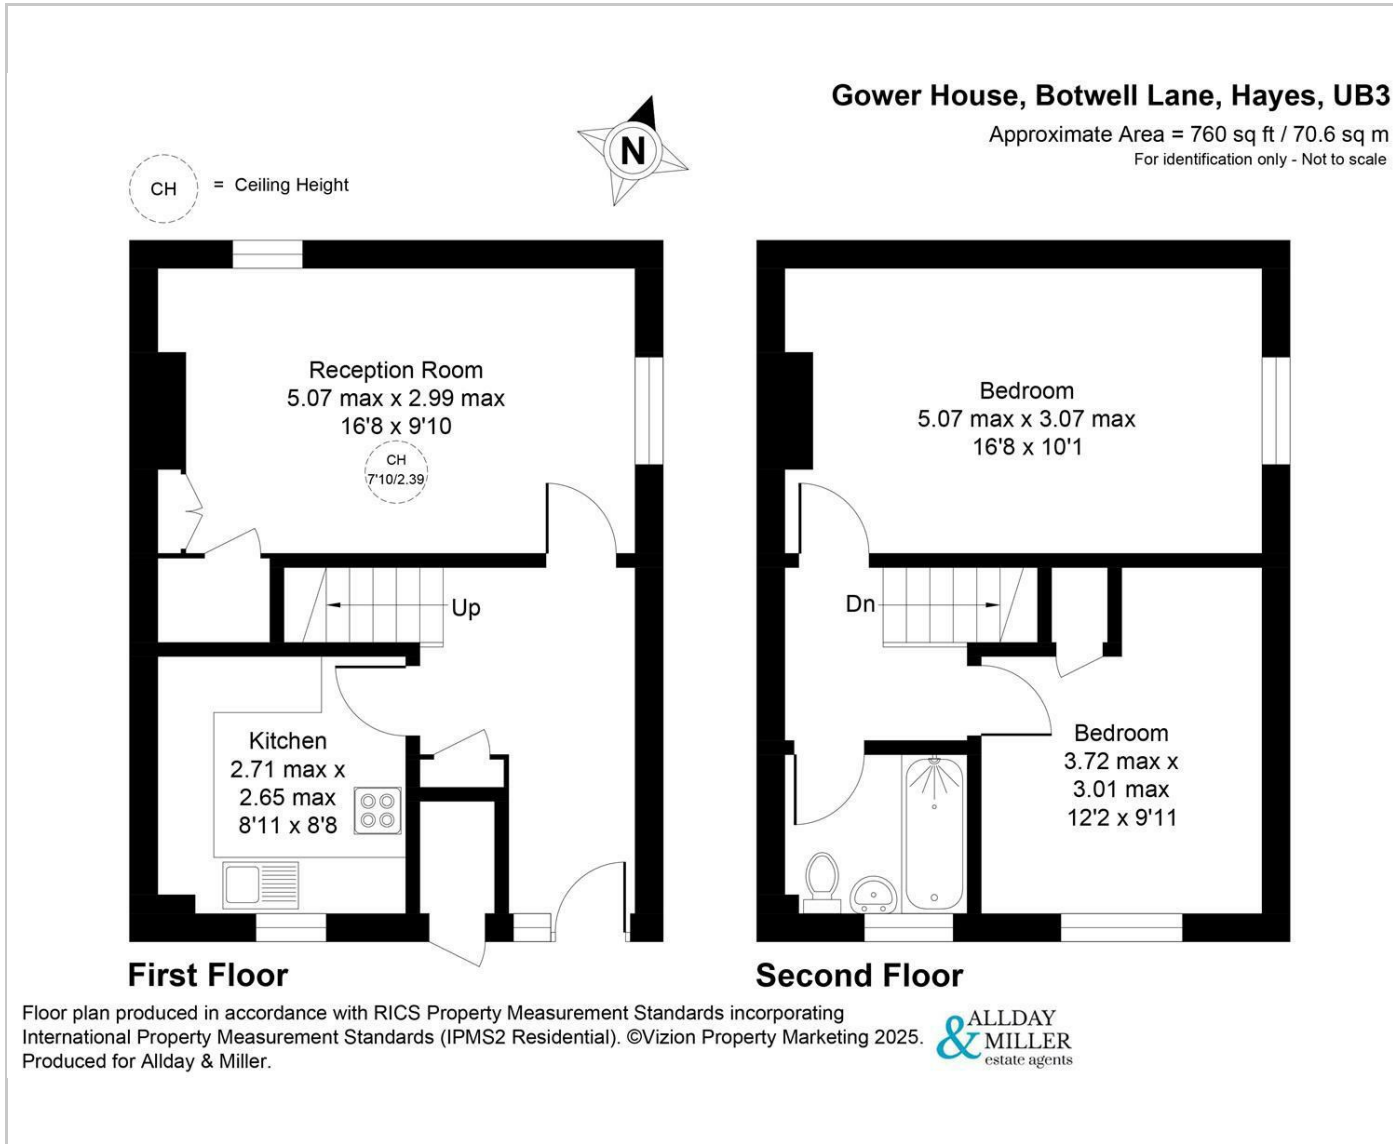 Gower House, Botwell Lane, Hayes, UB3
Approximate Area = 760 sq ft / 70.6 sq m
For identification only - Not to scale
N
CH
= Ceiling Height
Reception Room
5.07 max x 2.99 max
16'8 x 9'10
CH
7'10/2.39
Up
Kitchen
2.71 max x
2.65 max
8'11 x 8'8
First Floor
Bedroom
5.07 max x 3.07 max
16'8 x 10'1
Dn
Bedroom
3.72 max x
3.01 max
12'2 x 9'11
Second Floor
Floor plan produced in accordance with RICS Property Measurement Standards incorporating
International Property Measurement Standards (IPMS2 Residential). ©Vizion Property Marketing 2025.
Produced for Allday & Miller.
ALLDAY
& MILLER
estate agents